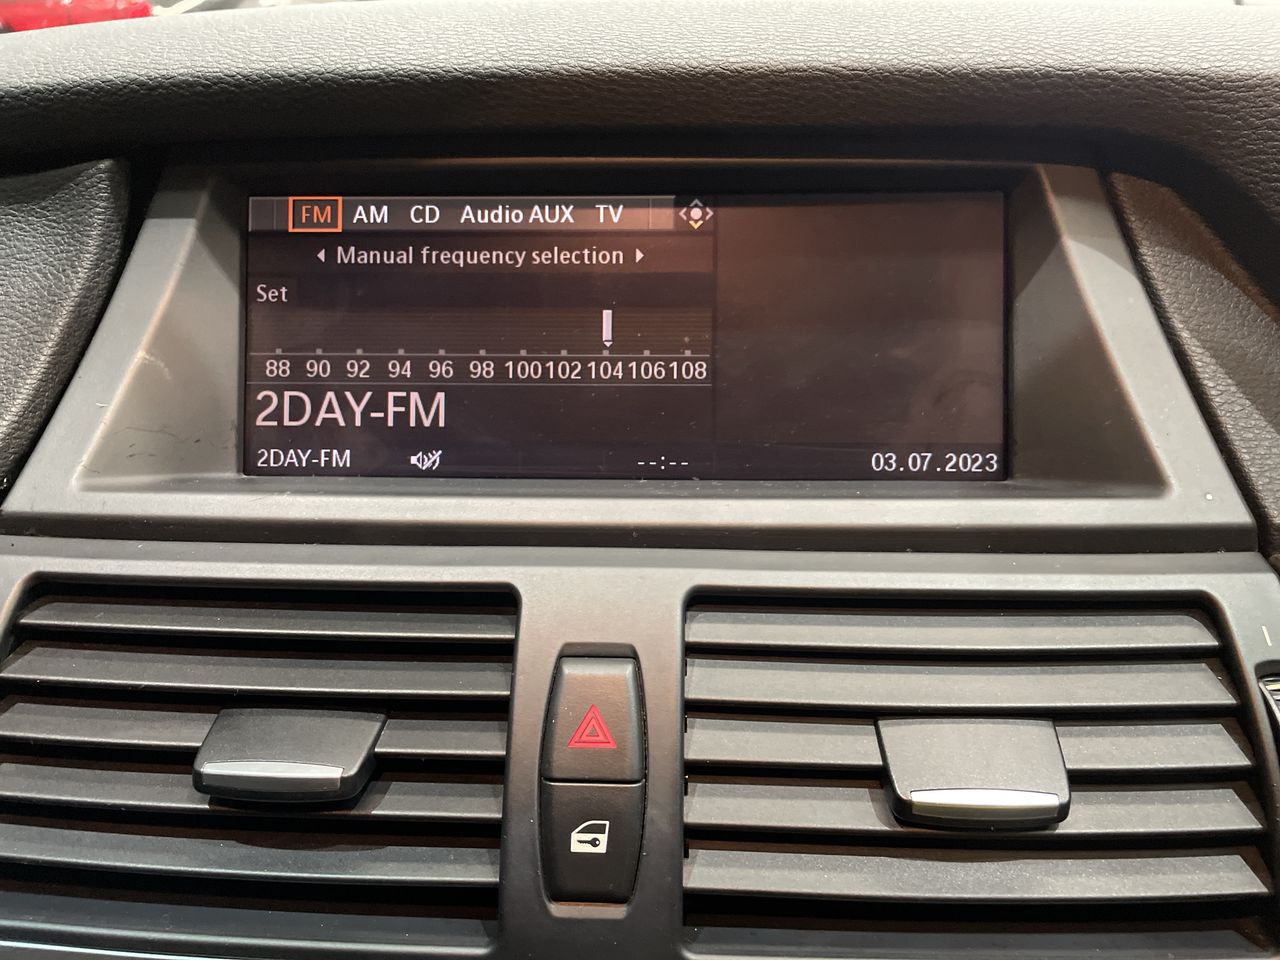 FM AM CD Audio AUX TV
Manual frequency selection
Set
88 90 92 94 96 98 100 102 104 106 108
2DAY-FM
2DAY-FM --:-- 03.07.2023